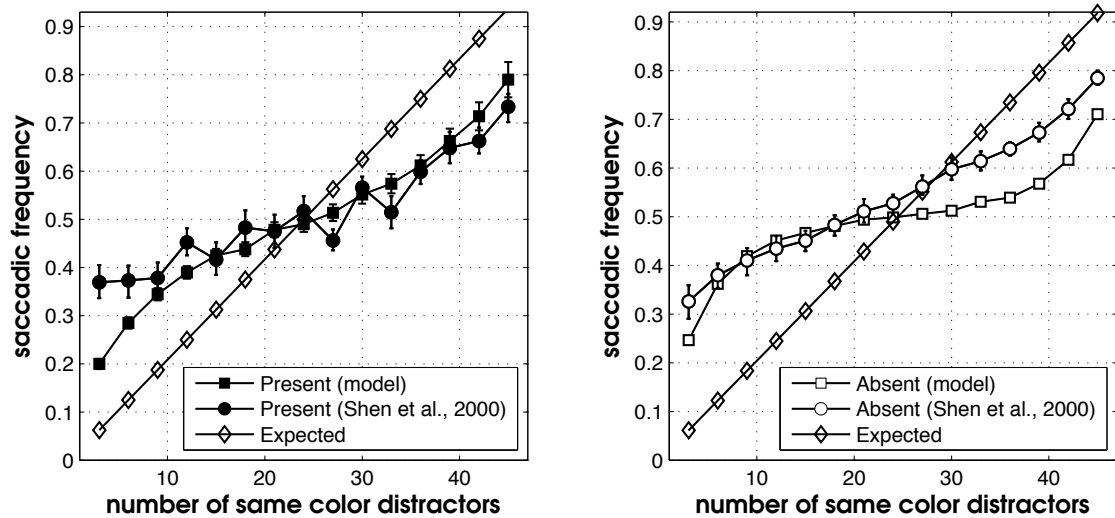 0.9
0.8
0.7
0.6
0.5
0.4
0.3
0.2
0.1
0
10 20 30 40
saccadic frequency
number of same color distractors
Present (model)
Present (Shen et al., 2000)
Expected
0.9
0.8
0.7
0.6
0.5
0.4
0.3
0.2
0.1
0
10 20 30 40
saccadic frequency
number of same color distractors
Absent (model)
Absent (Shen et al., 2000)
Expected